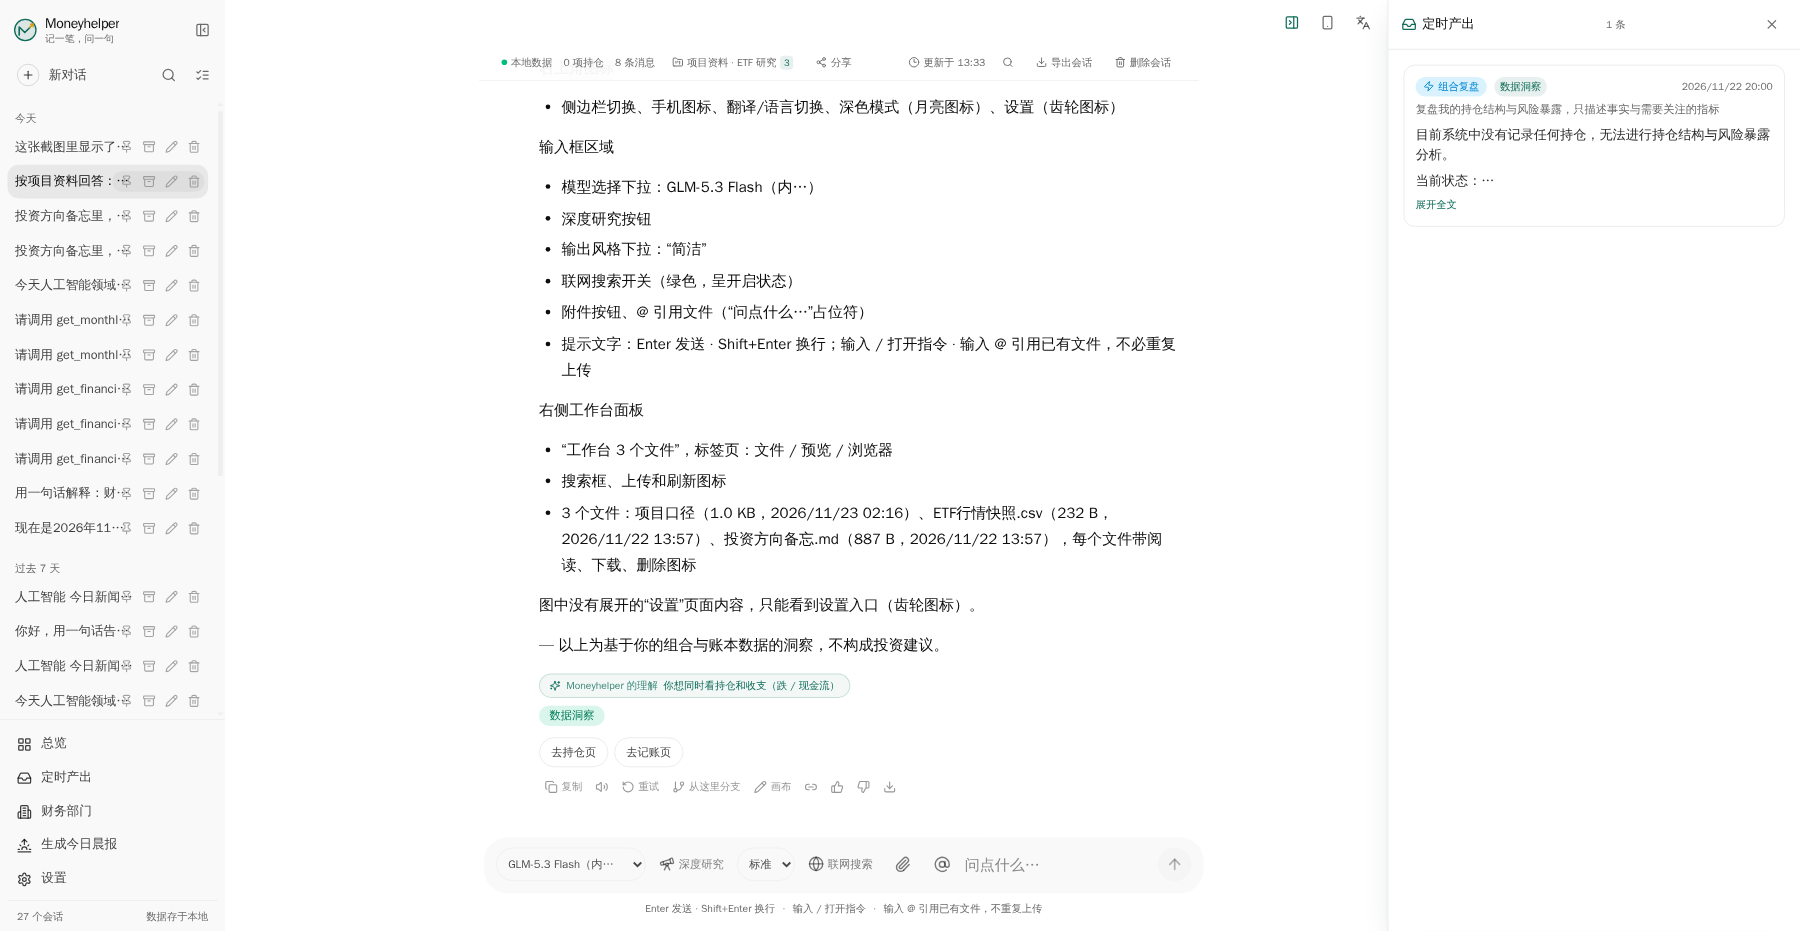 Moneyhelper
记一笔，问一句
新对话
今天
这张截图里显示了…
按项目资料回答：…
投资方向备忘里，…
投资方向备忘里，…
今天人工智能领域…
请调用 get_monthl…
请调用 get_monthl…
请调用 get_financi…
请调用 get_financi…
请调用 get_financi…
用一句话解释：财…
现在是2026年11…
过去 7 天
人工智能 今日新闻…
你好，用一句话告…
人工智能 今日新闻…
今天人工智能领域…
总览
定时产出
财务部门
生成今日晨报
设置
27 个会话 数据存于本地
本地数据 0 项持仓 8 条消息 项目资料 · ETF 研究 3 分享 更新于 13:33 导出会话 删除会话
侧边栏切换、手机图标、翻译/语言切换、深色模式（月亮图标）、设置（齿轮图标）
输入框区域
模型选择下拉：GLM-5.3 Flash（内…）
深度研究按钮
输出风格下拉：“简洁”
联网搜索开关（绿色，呈开启状态）
附件按钮、@ 引用文件（“问点什么…”占位符）
提示文字：Enter 发送 · Shift+Enter 换行；输入 / 打开指令 · 输入 @ 引用已有文件，不必重复
上传
右侧工作台面板
“工作台 3 个文件”，标签页：文件 / 预览 / 浏览器
搜索框、上传和刷新图标
3 个文件：项目口径（1.0 KB，2026/11/23 02:16）、ETF行情快照.csv（232 B，
2026/11/22 13:57）、投资方向备忘.md（887 B，2026/11/22 13:57），每个文件带阅
读、下载、删除图标
图中没有展开的“设置”页面内容，只能看到设置入口（齿轮图标）。
— 以上为基于你的组合与账本数据的洞察，不构成投资建议。
Moneyhelper 的理解 你想同时看持仓和收支（跌 / 现金流）
数据洞察
去持仓页 去记账页
复制 重试 从这里分支 画布
GLM-5.3 Flash（内… 深度研究 标准 联网搜索 问点什么…
Enter 发送 · Shift+Enter 换行 · 输入 / 打开指令 · 输入 @ 引用已有文件，不重复上传
定时产出 1 条
组合复盘 数据洞察 2026/11/22 20:00
复盘我的持仓结构与风险暴露，只描述事实与需要关注的指标
目前系统中没有记录任何持仓，无法进行持仓结构与风险暴露
分析。
当前状态：…
展开全文